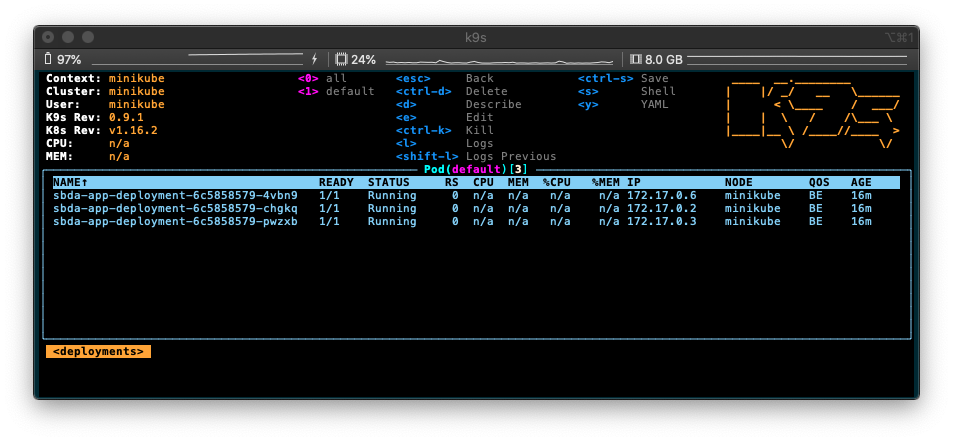 k9s ⌥⌘1
97% 24% 8.0 GB
Context: minikube <0> all <esc> Back <ctrl-s> Save
Cluster: minikube <1> default <ctrl-d> Delete <s> Shell
User: minikube <d> Describe <y> YAML
K9s Rev: 0.9.1 <e> Edit
K8s Rev: v1.16.2 <ctrl-k> Kill
CPU: n/a <l> Logs
MEM: n/a <shift-l> Logs Previous
Pod(default)[3]
NAME↑ READY STATUS RS CPU MEM %CPU %MEM IP NODE QOS AGE
sbda-app-deployment-6c5858579-4vbn9 1/1 Running 0 n/a n/a n/a n/a 172.17.0.6 minikube BE 16m
sbda-app-deployment-6c5858579-chgkq 1/1 Running 0 n/a n/a n/a n/a 172.17.0.2 minikube BE 16m
sbda-app-deployment-6c5858579-pwzxb 1/1 Running 0 n/a n/a n/a n/a 172.17.0.3 minikube BE 16m
<deployments>